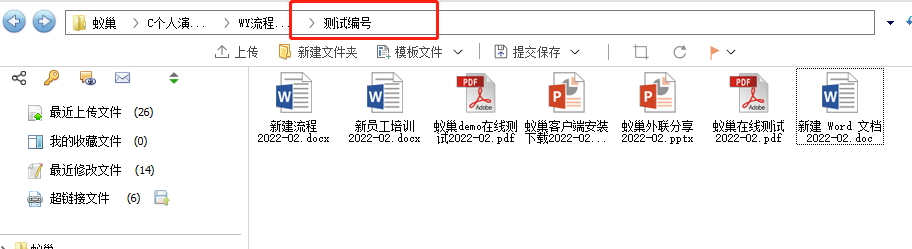 蚁巢 C个人演... WY流程... 测试编号
上传 新建文件夹 模板文件 提交保存
最近上传文件 (26)
我的收藏文件 (0)
最近修改文件 (14)
超链接文件 (6)
蚁巢
新建流程
2022-02.docx
新员工培训
2022-02.docx
PDF
Adobe
蚁巢demo在线测
试2022-02.pdf
蚁巢客户端安装
下载2022-02...
蚁巢外联分享
2022-02.pptx
PDF
Adobe
蚁巢在线测试
2022-02.pdf
新建 Word 文档
2022-02.doc